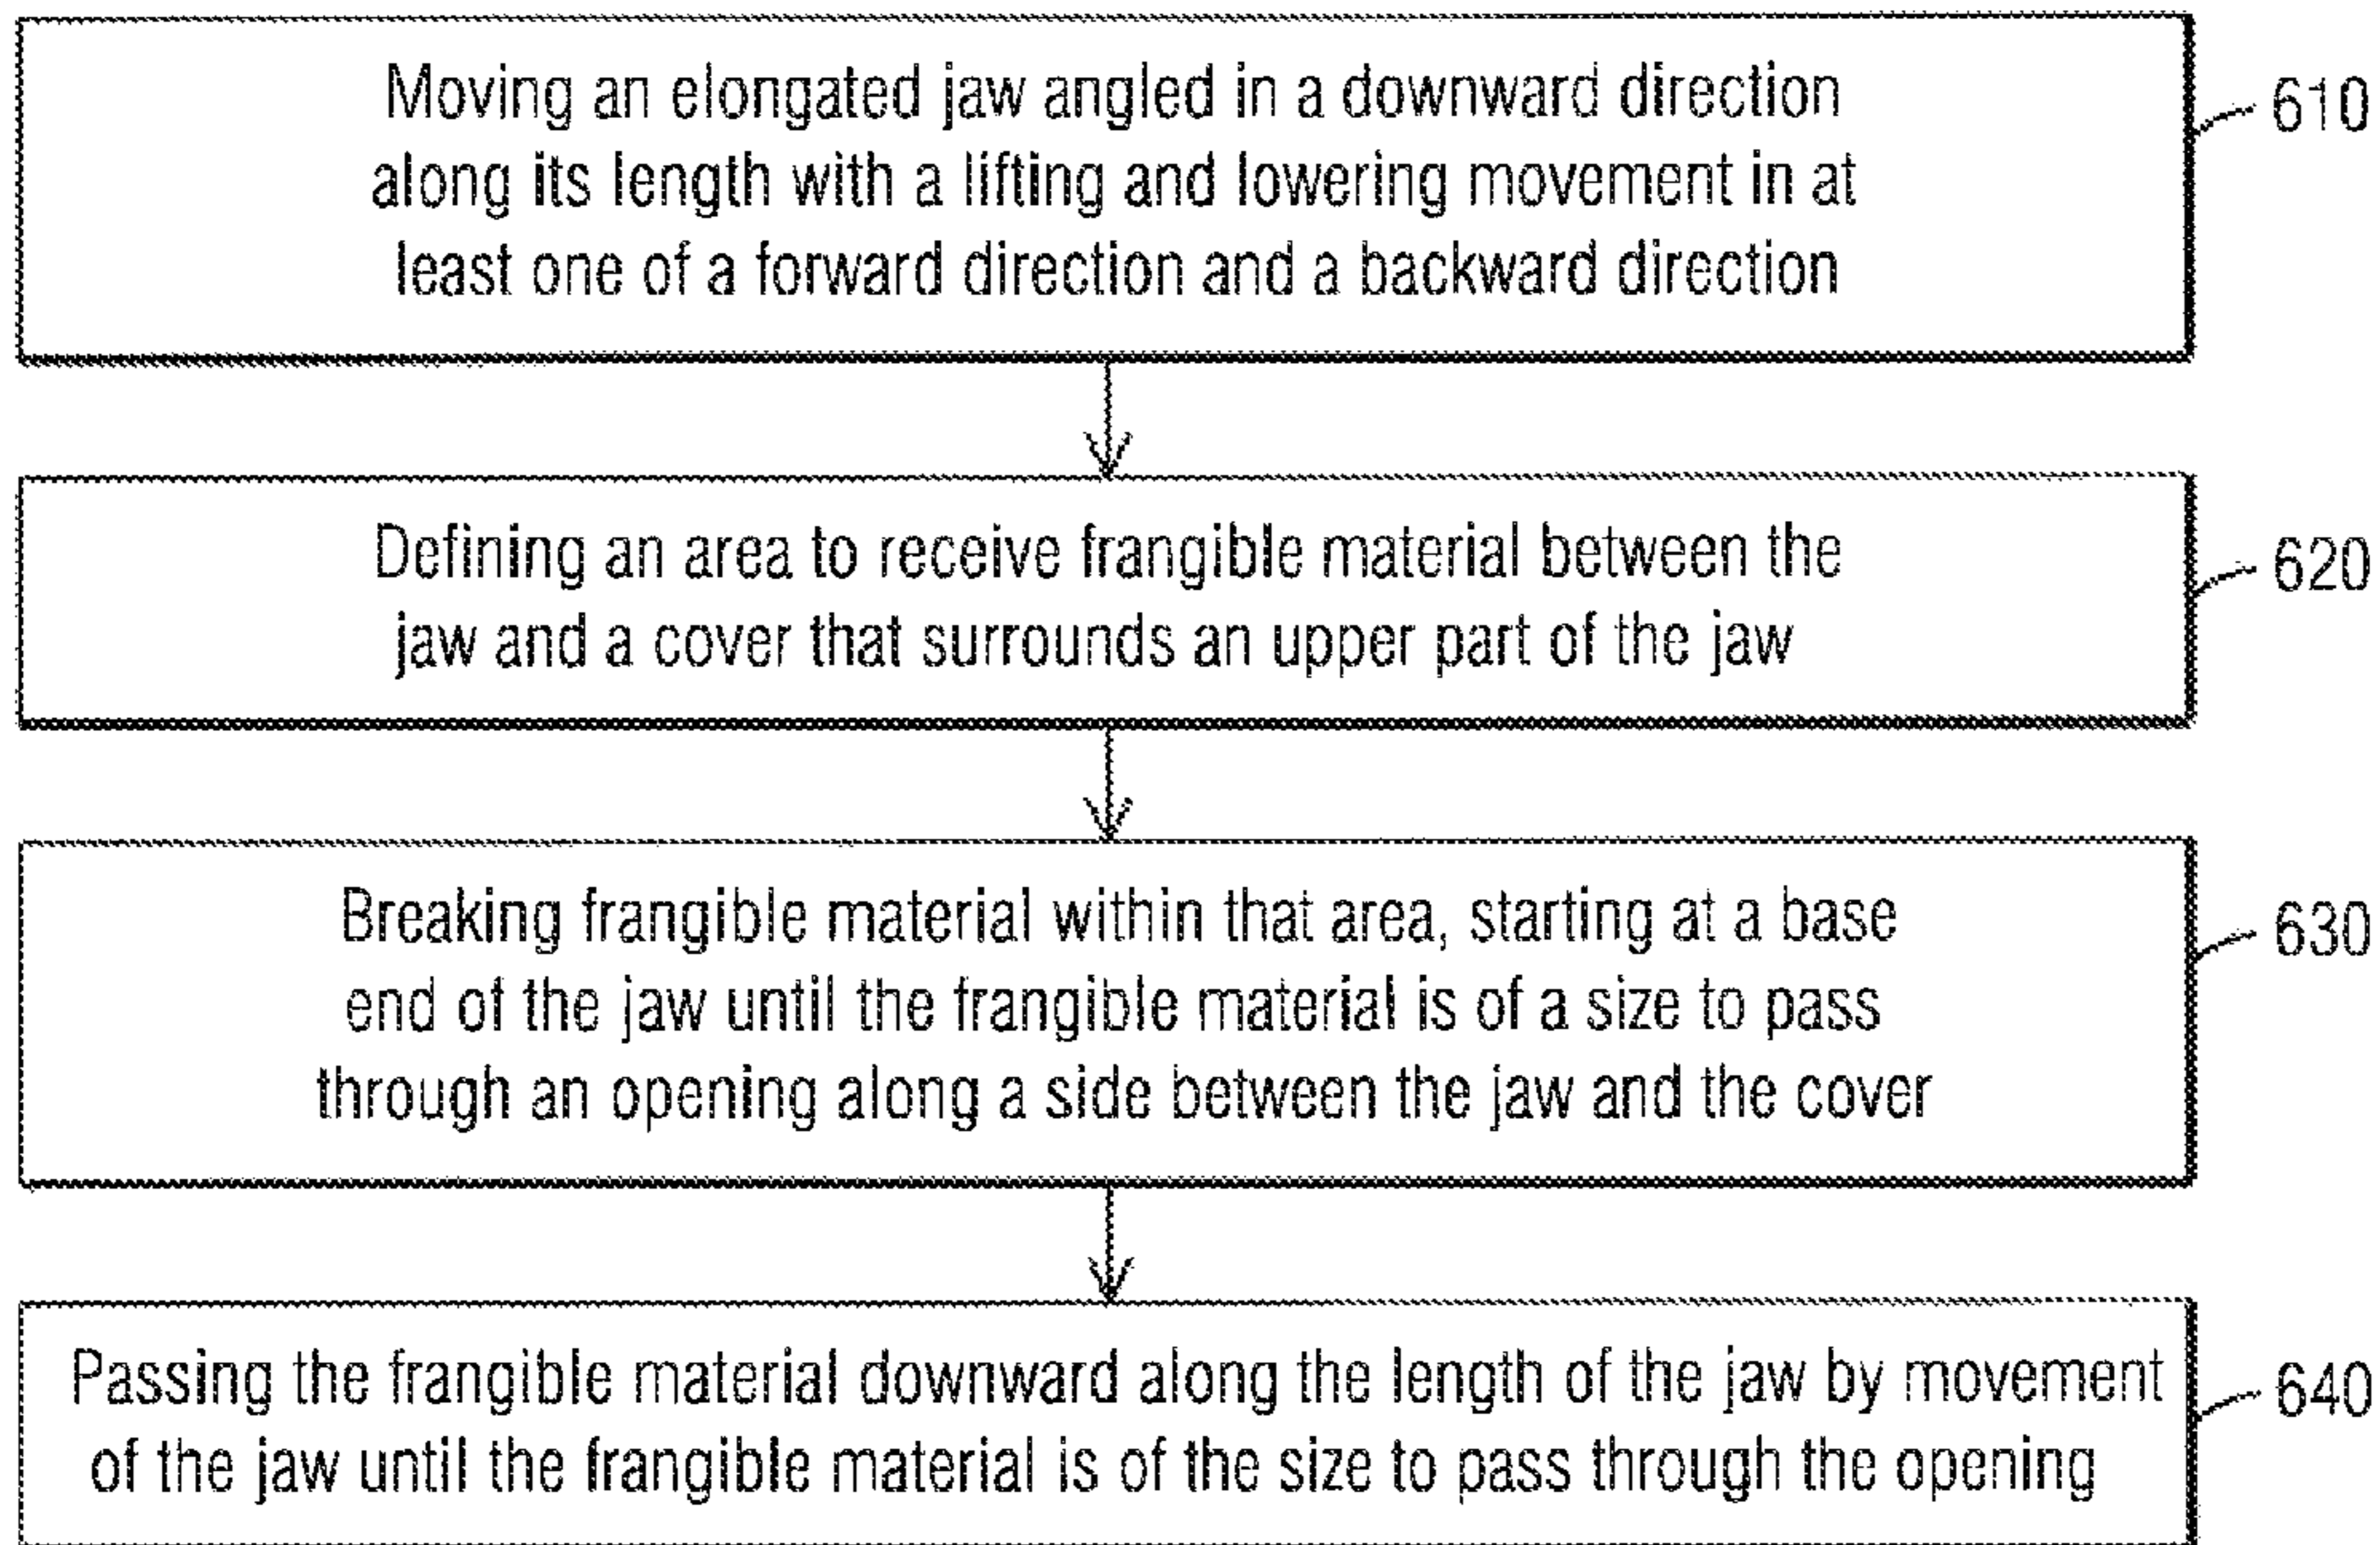 Moving an elongated jaw angled in a downward direction
along its length with a lifting and lowering movement in at
least one of a forward direction and a backward direction
610
Defining an area to receive frangible material between the
jaw and a cover that surrounds an upper part of the jaw
620
Breaking frangible material within that area, starting at a base
end of the jaw until the frangible material is of a size to pass
through an opening along a side between the jaw and the cover
630
Passing the frangible material downward along the length of the jaw by movement
of the jaw until the frangible material is of the size to pass through the opening
640